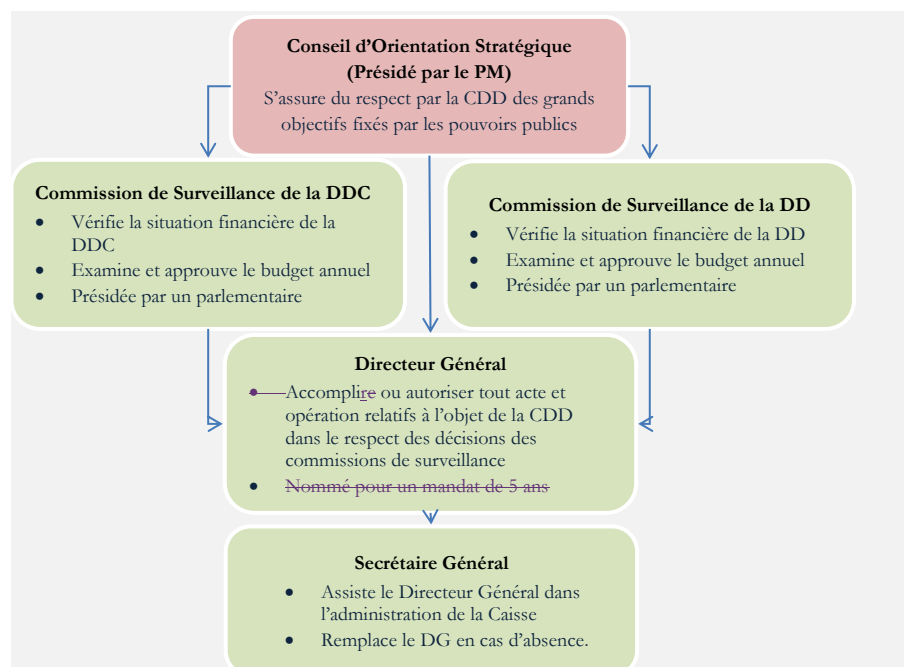 Conseil d'Orientation Stratégique
(Présidé par le PM)
S'assure du respect par la CDD des grands
objectifs fixés par les pouvoirs publics
Commission de Surveillance de la DDC
• Vérifie la situation financière de la
DDC
• Examine et approuve le budget annuel
• Présidée par un parlementaire
Commission de Surveillance de la DD
• Vérifie la situation financière de la DD
• Examine et approuve le budget annuel
• Présidée par un parlementaire
Directeur Général
• Accomplire ou autoriser tout acte et
opération relatifs à l'objet de la CDD
dans le respect des décisions des
commissions de surveillance
• Nommé pour un mandat de 5 ans
Secrétaire Général
• Assiste le Directeur Général dans
l'administration de la Caisse
• Remplace le DG en cas d'absence.